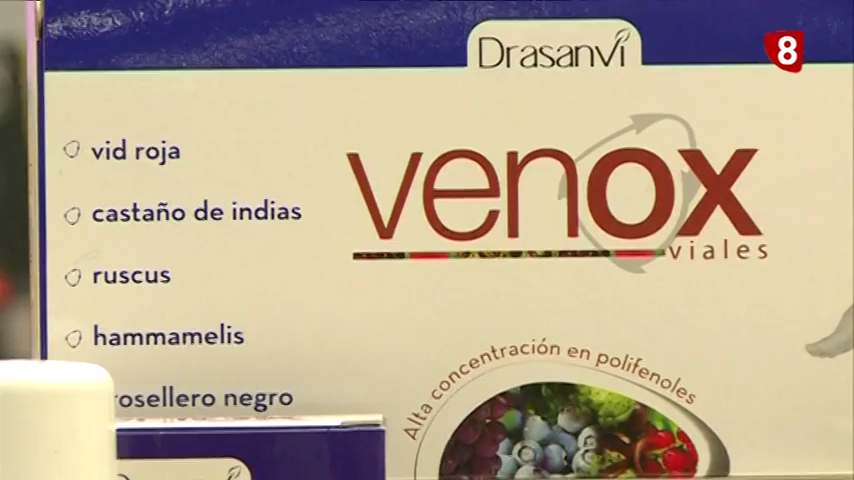 Drasanvi
8
vid roja
castaño de indias
ruscus
hammamelis
rosellero negro
venox
viales
Alta concentración en polifenoles